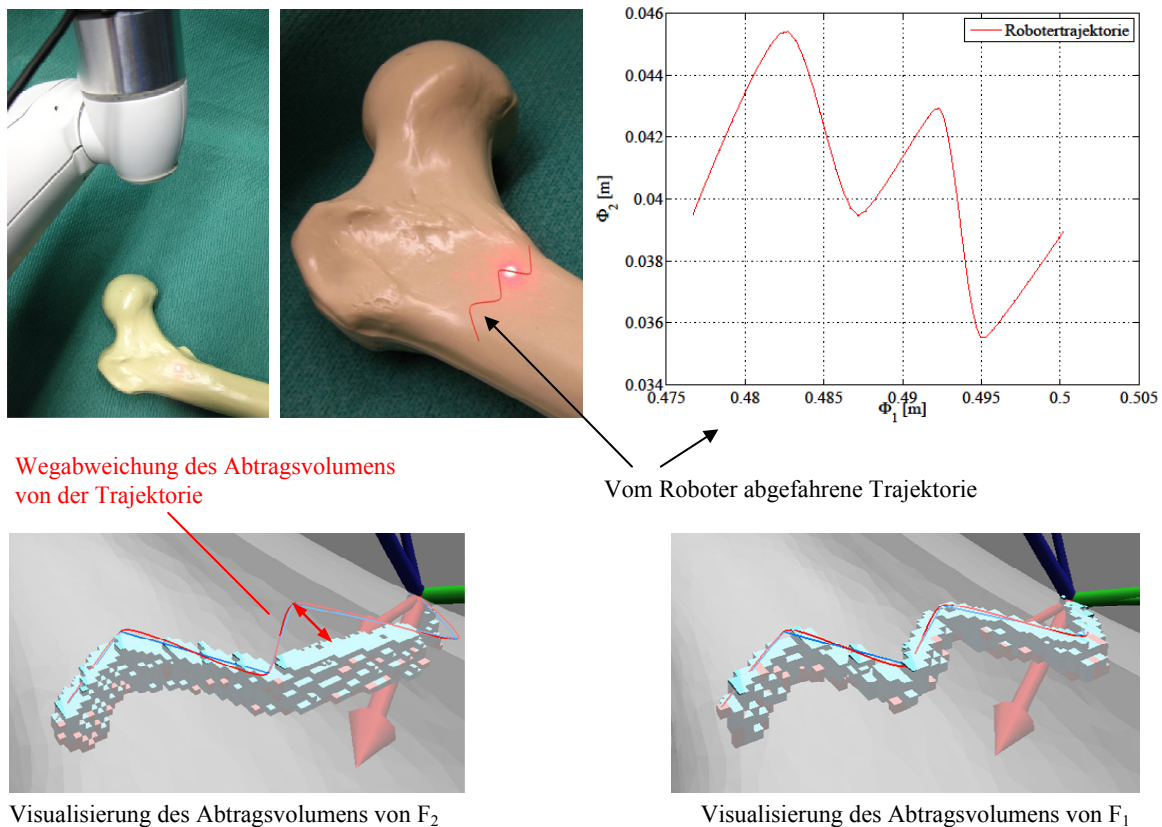 0.046
0.044
0.042
0.04
0.038
0.036
0.034
Φ₂ [m]
Robotertrajektorie
0.475 0.48 0.485 0.49 0.495 0.5 0.505
Φ₁ [m]
Wegabweichung des Abtragsvolumens
von der Trajektorie
Vom Roboter abgefahrene Trajektorie
Visualisierung des Abtragsvolumens von F₂
Visualisierung des Abtragsvolumens von F₁